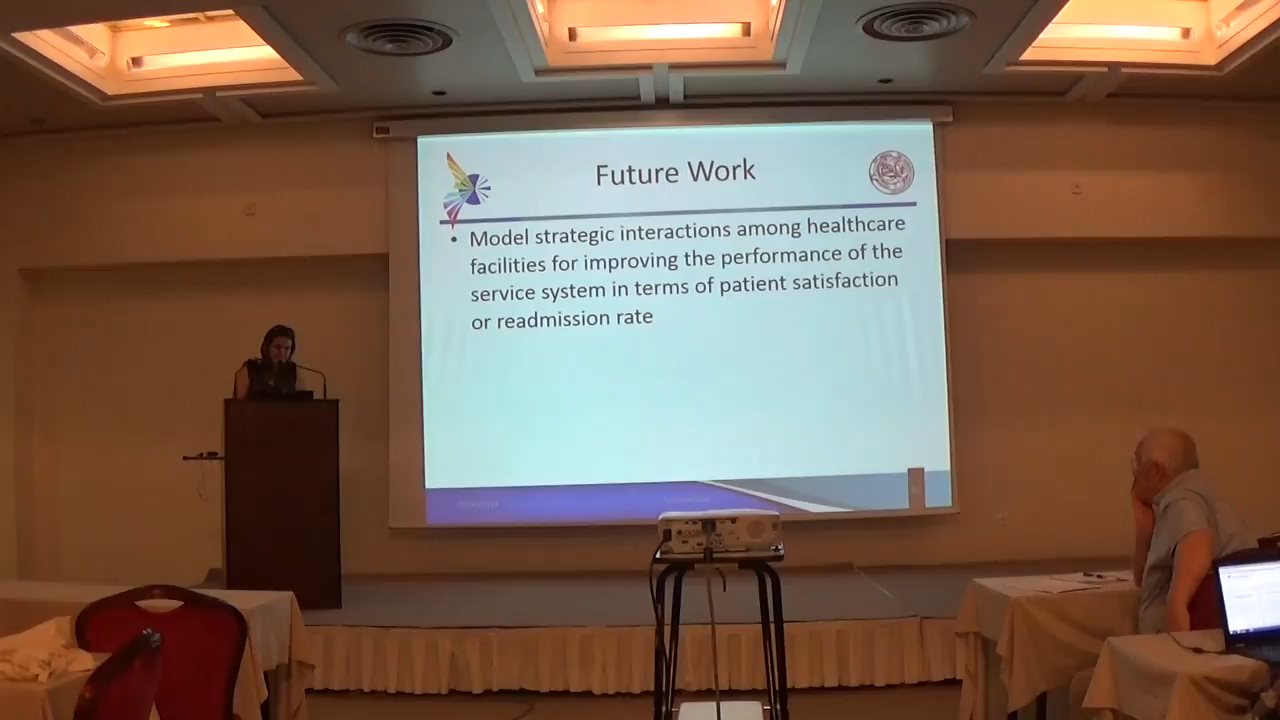 Future Work
• Model strategic interactions among healthcare
facilities for improving the performance of the
service system in terms of patient satisfaction
or readmission rate